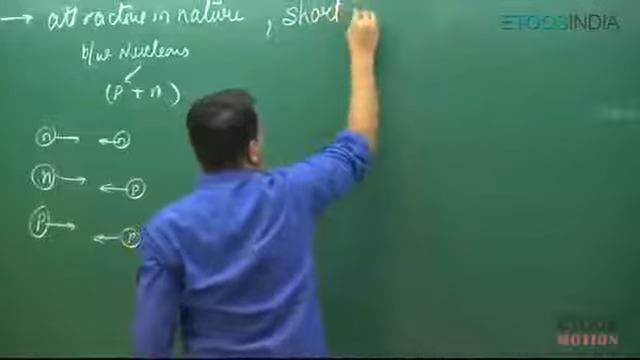 → attractive in nature , short
b/w Nucleons
(P + n)
n → ← n
n → ← P
P → ← P
ETOOSINDIA
MOTION